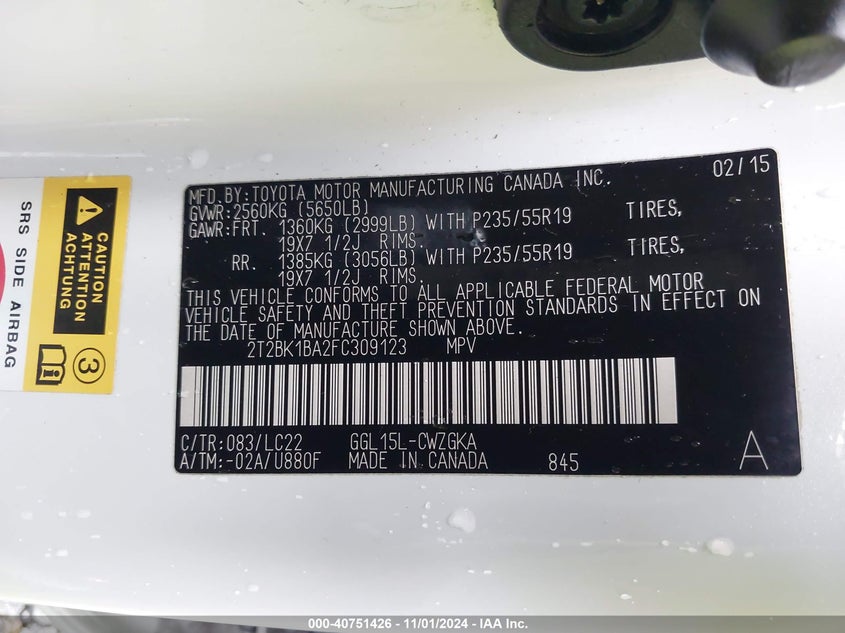 SRS SIDE AIRBAG
CAUTION
ATTENTION
ACHTUNG
3
MFD BY:TOYOTA MOTOR MANUFACTURING CANADA INC. 02/15
GVWR:2560KG (5650LB)
GAWR:FRT. 1360KG (2999LB) WITH P235/55R19 TIRES,
19X7 1/2J RIMS.
RR. 1385KG (3056LB) WITH P235/55R19 TIRES,
19X7 1/2J RIMS.
THIS VEHICLE CONFORMS TO ALL APPLICABLE FEDERAL MOTOR
VEHICLE SAFETY AND THEFT PREVENTION STANDARDS IN EFFECT ON
THE DATE OF MANUFACTURE SHOWN ABOVE.
2T2BK1BA2FC309123 MPV
C/TR:083/LC22 GGL15L-CWZGKA
A/TM:-02A/U880F MADE IN CANADA 845 A
000-40751426 - 11/01/2024 - IAA Inc.